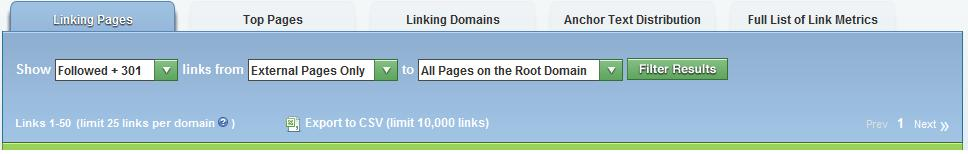 Linking Pages Top Pages Linking Domains Anchor Text Distribution Full List of Link Metrics
Show Followed + 301 links from External Pages Only to All Pages on the Root Domain Filter Results
Links 1-50 (limit 25 links per domain ? ) Export to CSV (limit 10,000 links) Prev 1 Next »